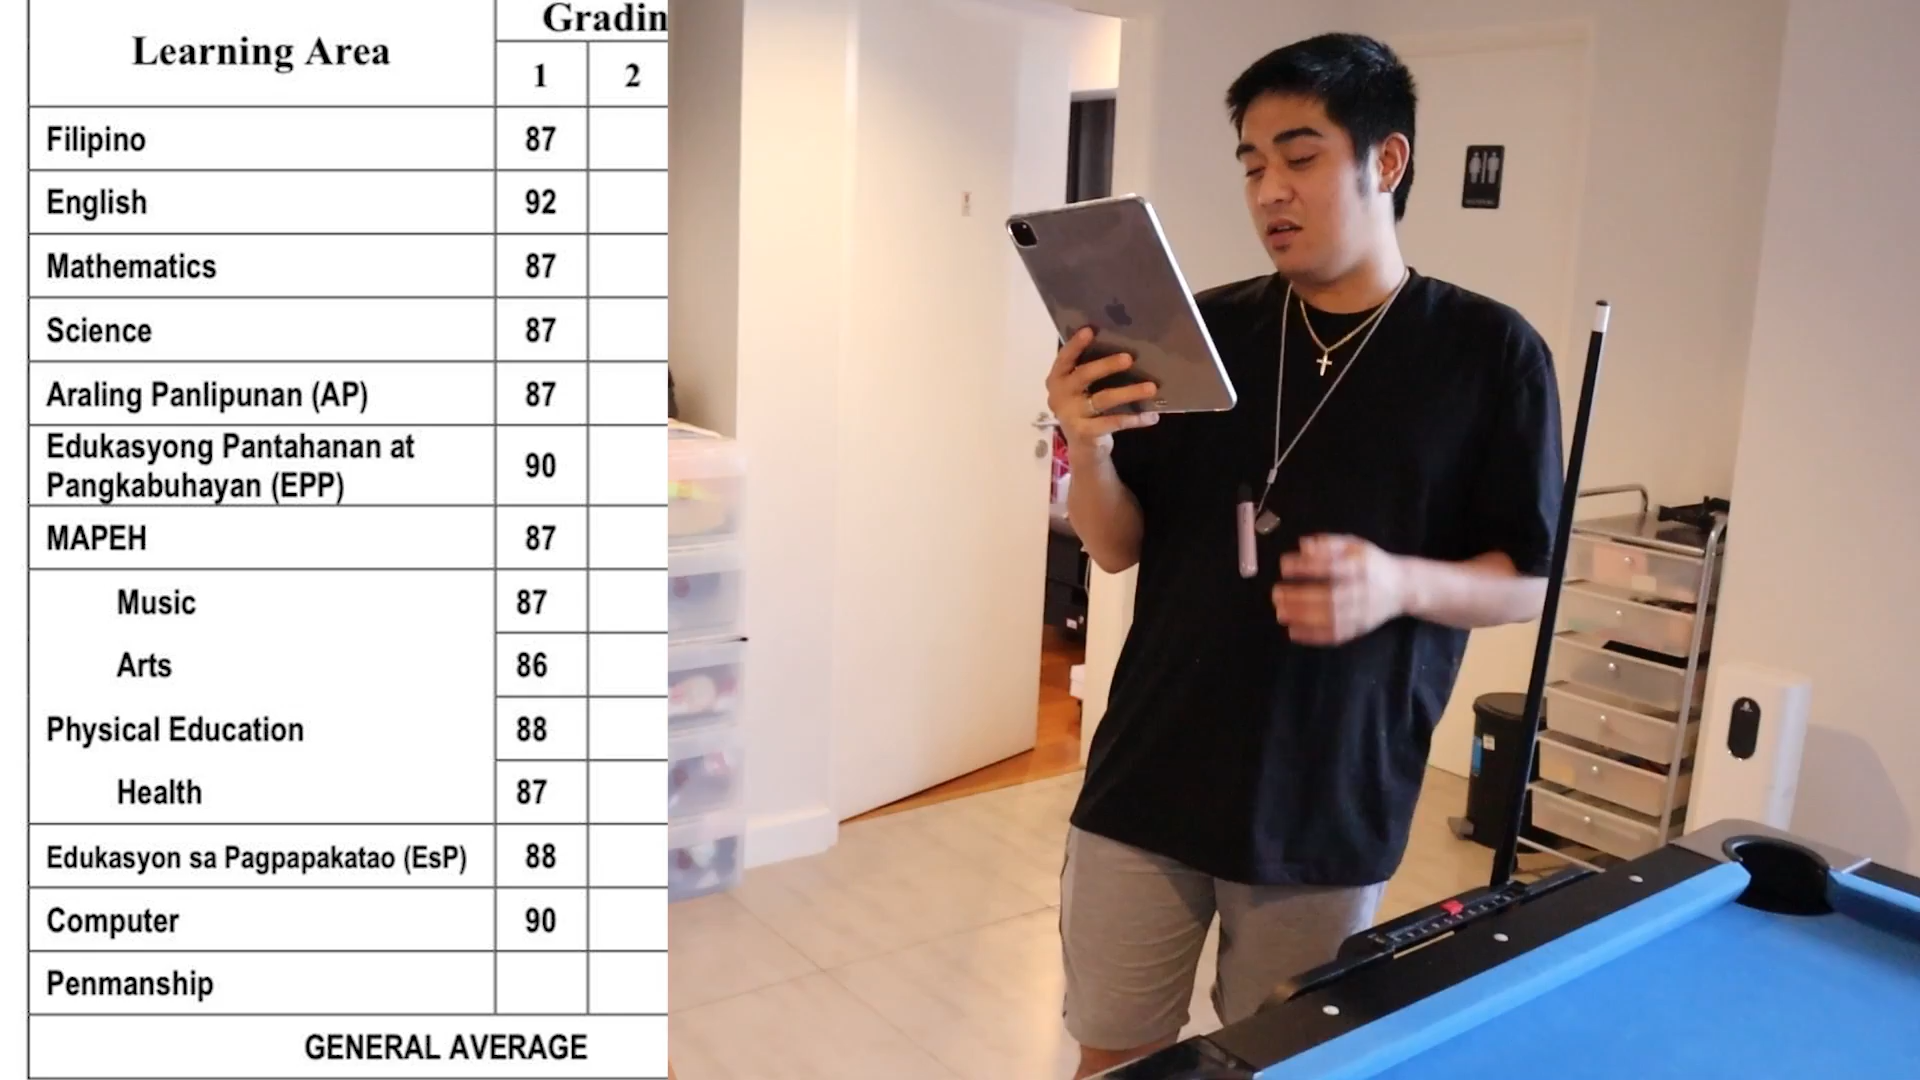 Learning Area
Gradin
1 2
Filipino 87
English 92
Mathematics 87
Science 87
Araling Panlipunan (AP) 87
Edukasyong Pantahanan at
Pangkabuhayan (EPP) 90
MAPEH 87
Music 87
Arts 86
Physical Education 88
Health 87
Edukasyon sa Pagpapakatao (EsP) 88
Computer 90
Penmanship
GENERAL AVERAGE